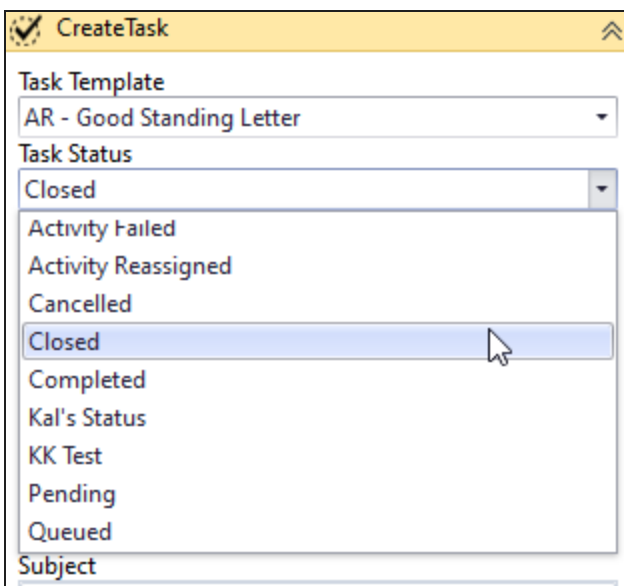 CreateTask
Task Template
AR - Good Standing Letter
Task Status
Closed
Activity Failed
Activity Reassigned
Cancelled
Closed
Completed
Kal's Status
KK Test
Pending
Queued
Subject